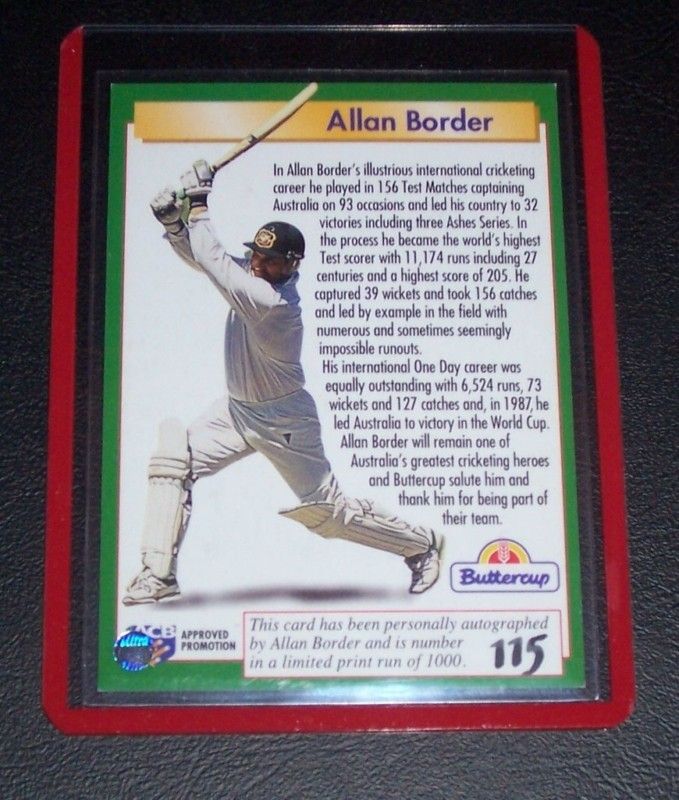 Allan Border
In Allan Border's illustrious international cricketing
career he played in 156 Test Matches captaining
Australia on 93 occasions and led his country to 32
victories including three Ashes Series. In
the process he became the world's highest
Test scorer with 11,174 runs including 27
centuries and a highest score of 205. He
captured 39 wickets and took 156 catches
and led by example in the field with
numerous and sometimes seemingly
impossible runouts.
His international One Day career was
equally outstanding with 6,524 runs, 73
wickets and 127 catches and, in 1987, he
led Australia to victory in the World Cup.
Allan Border will remain one of
Australia's greatest cricketing heroes
and Buttercup salute him and
thank him for being part of
their team.
Buttercup
ACB
APPROVED
PROMOTION
This card has been personally autographed
by Allan Border and is number
in a limited print run of 1000.
115